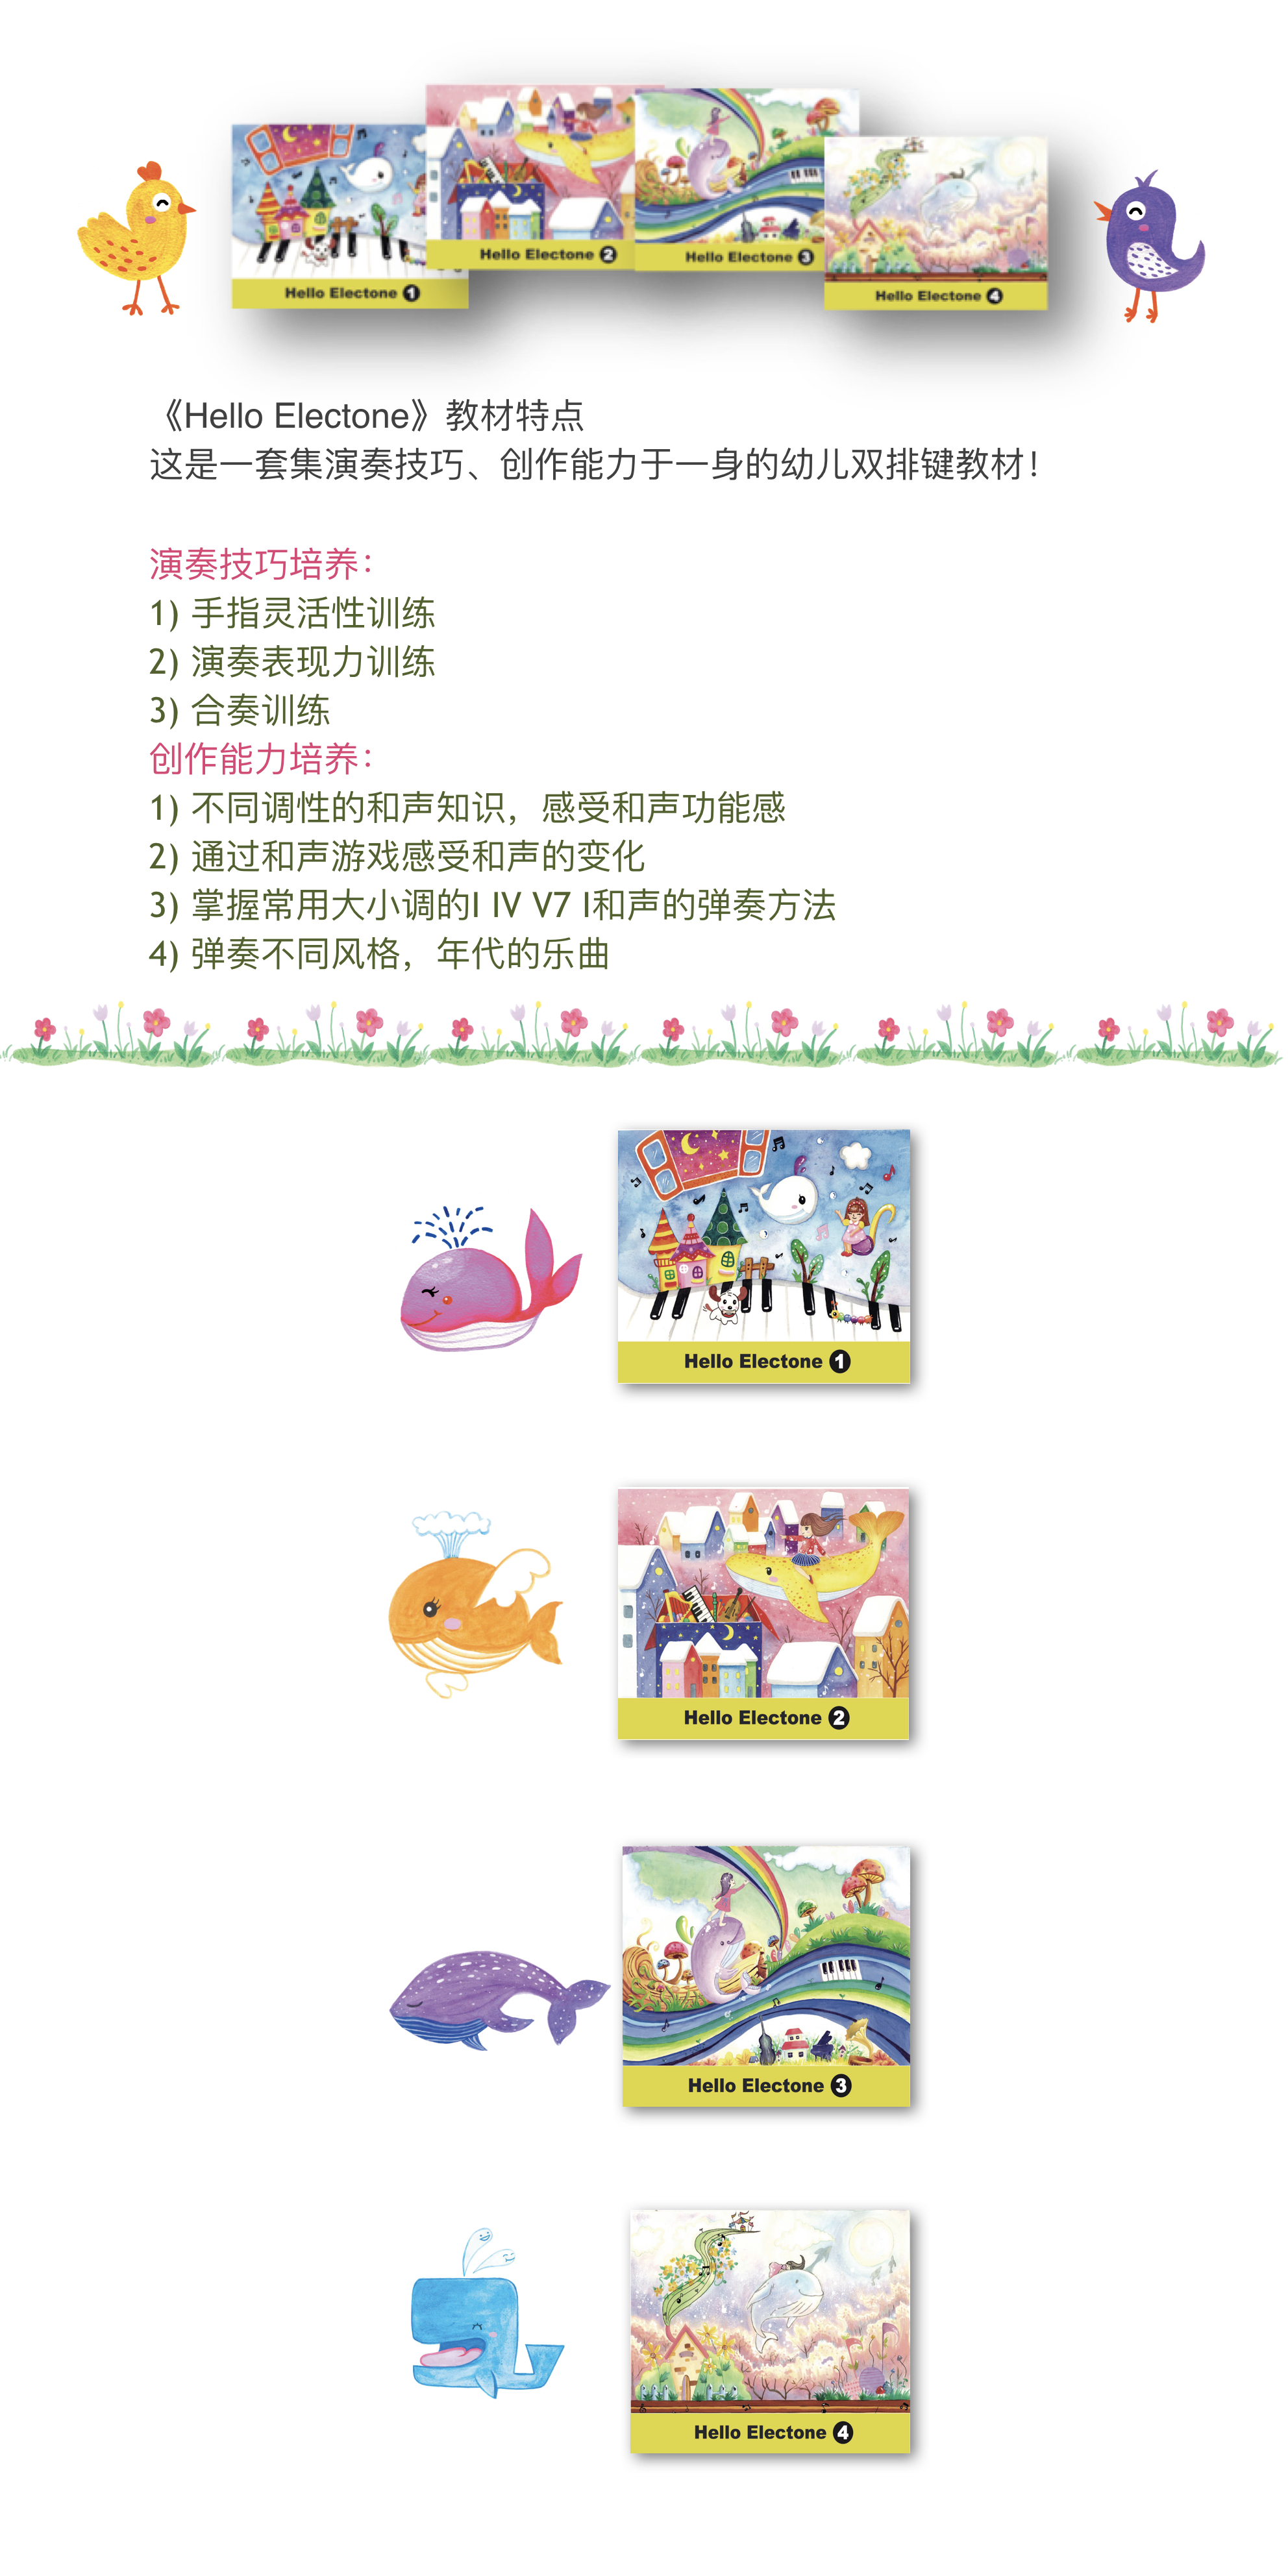 Hello Electone 1
Hello Electone 2
Hello Electone 3
Hello Electone 4
《Hello Electone》教材特点
这是一套集演奏技巧、创作能力于一身的幼儿双排键教材！
演奏技巧培养：
1) 手指灵活性训练
2) 演奏表现力训练
3) 合奏训练
创作能力培养：
1) 不同调性的和声知识，感受和声功能感
2) 通过和声游戏感受和声的变化
3) 掌握常用大小调的I IV V7 I和声的弹奏方法
4) 弹奏不同风格，年代的乐曲
Hello Electone 1
Hello Electone 2
Hello Electone 3
Hello Electone 4